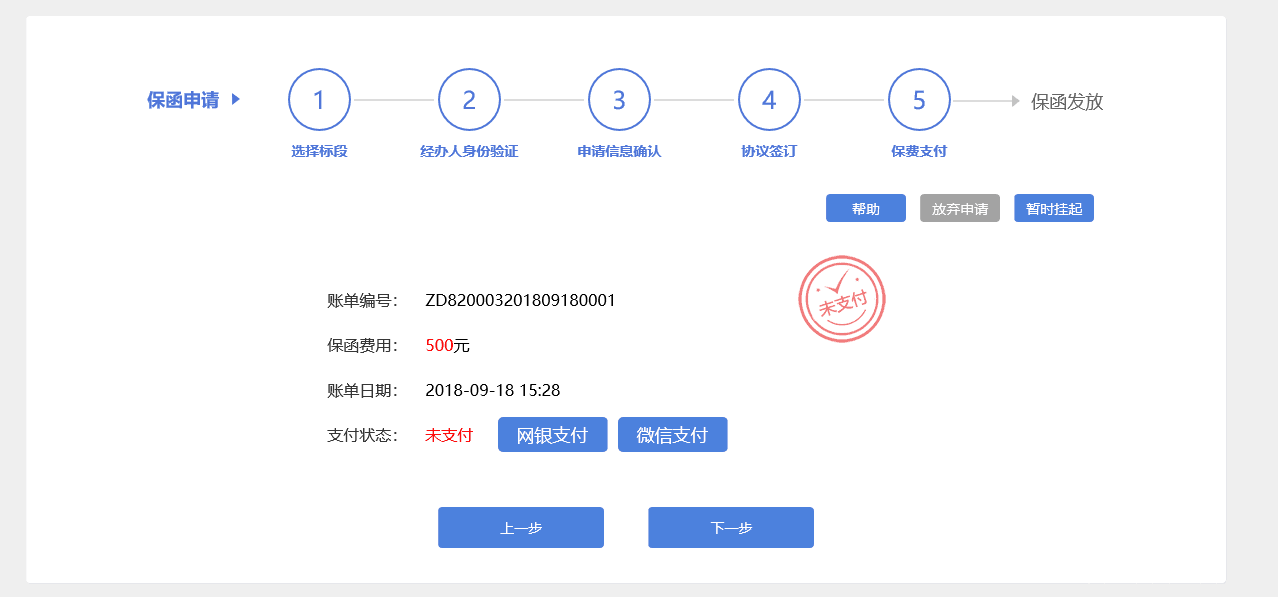 保函申请
1
2
3
4
5
保函发放
选择标段
经办人身份验证
申请信息确认
协议签订
保费支付
帮助
放弃申请
暂时挂起
账单编号： ZD820003201809180001
未支付
保函费用： 500元
账单日期： 2018-09-18 15:28
支付状态： 未支付 网银支付 微信支付
上一步
下一步